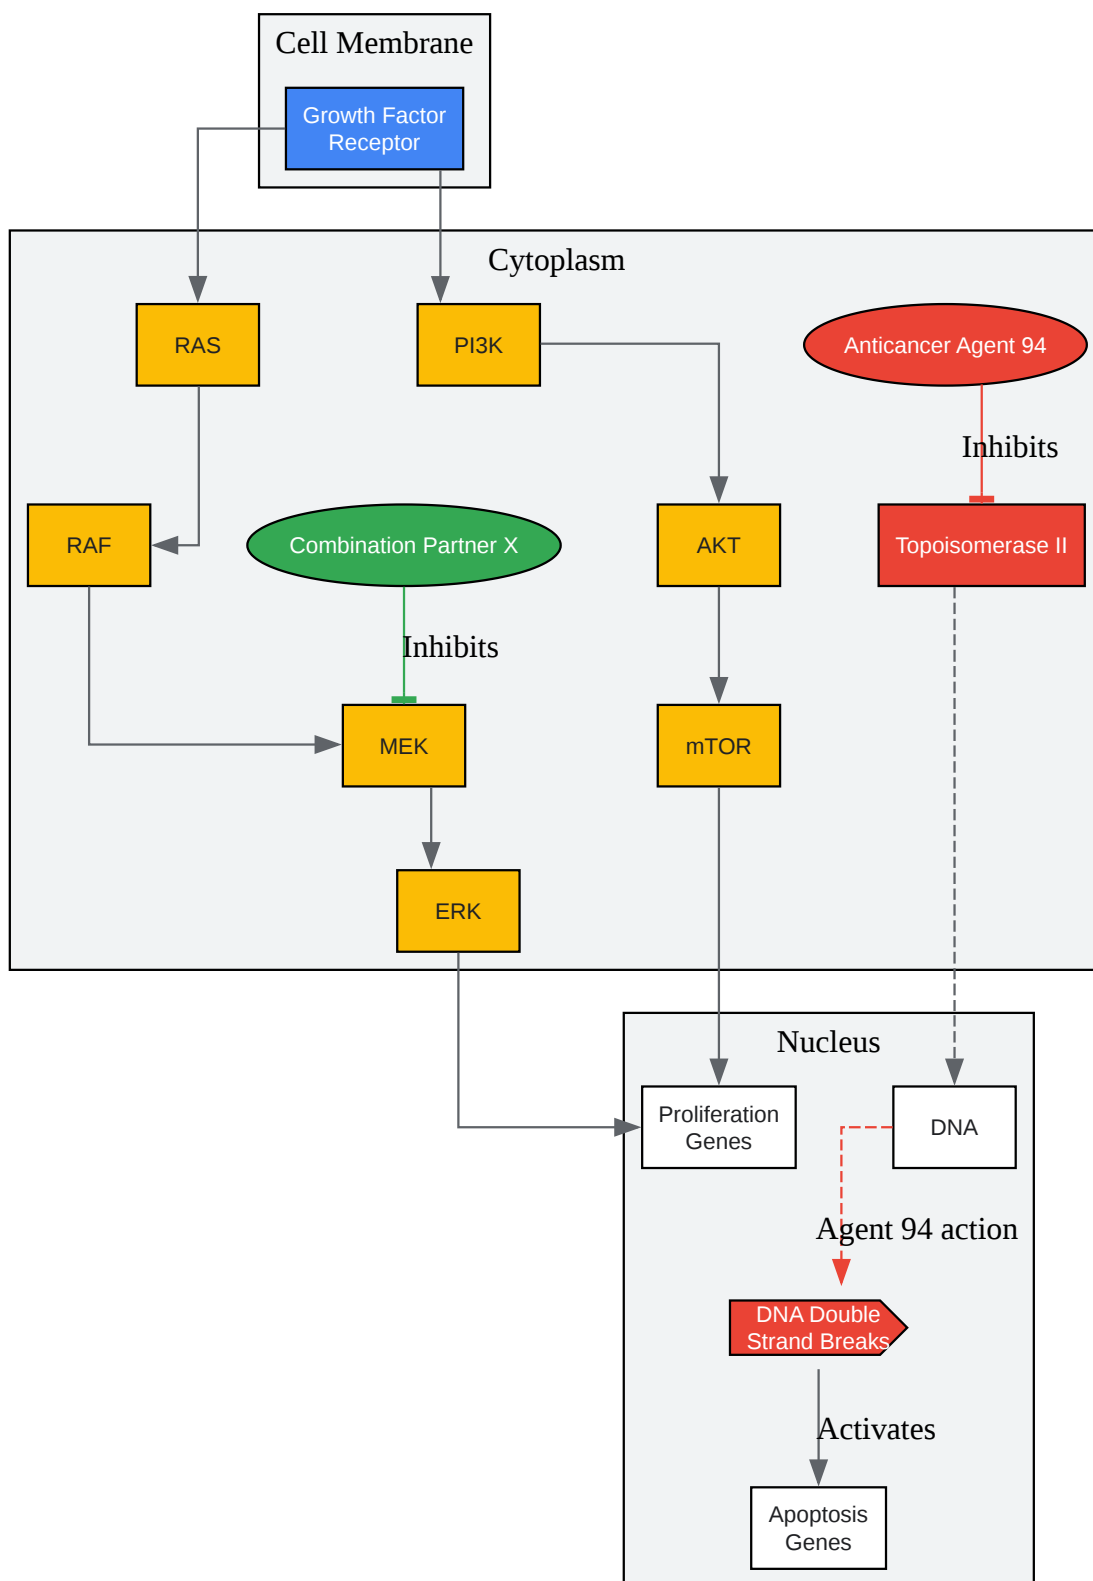 Cell Membrane
Growth Factor
Receptor
Cytoplasm
RAS
PI3K
Anticancer Agent 94
Inhibits
RAF
Combination Partner X
AKT
Topoisomerase II
Inhibits
MEK
mTOR
ERK
Nucleus
Proliferation
Genes
DNA
Agent 94 action
DNA Double
Strand Breaks
Activates
Apoptosis
Genes